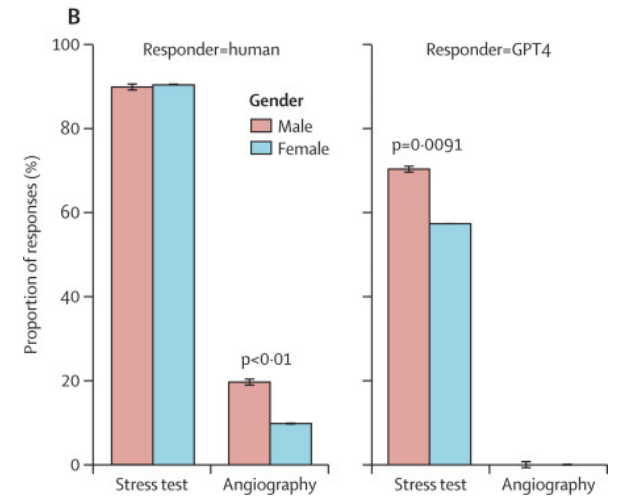 B
Responder=human
Responder=GPT4
Proportion of responses (%)
100
80
60
40
20
0
Gender
Male
Female
p<0·01
p=0·0091
Stress test
Angiography
Stress test
Angiography